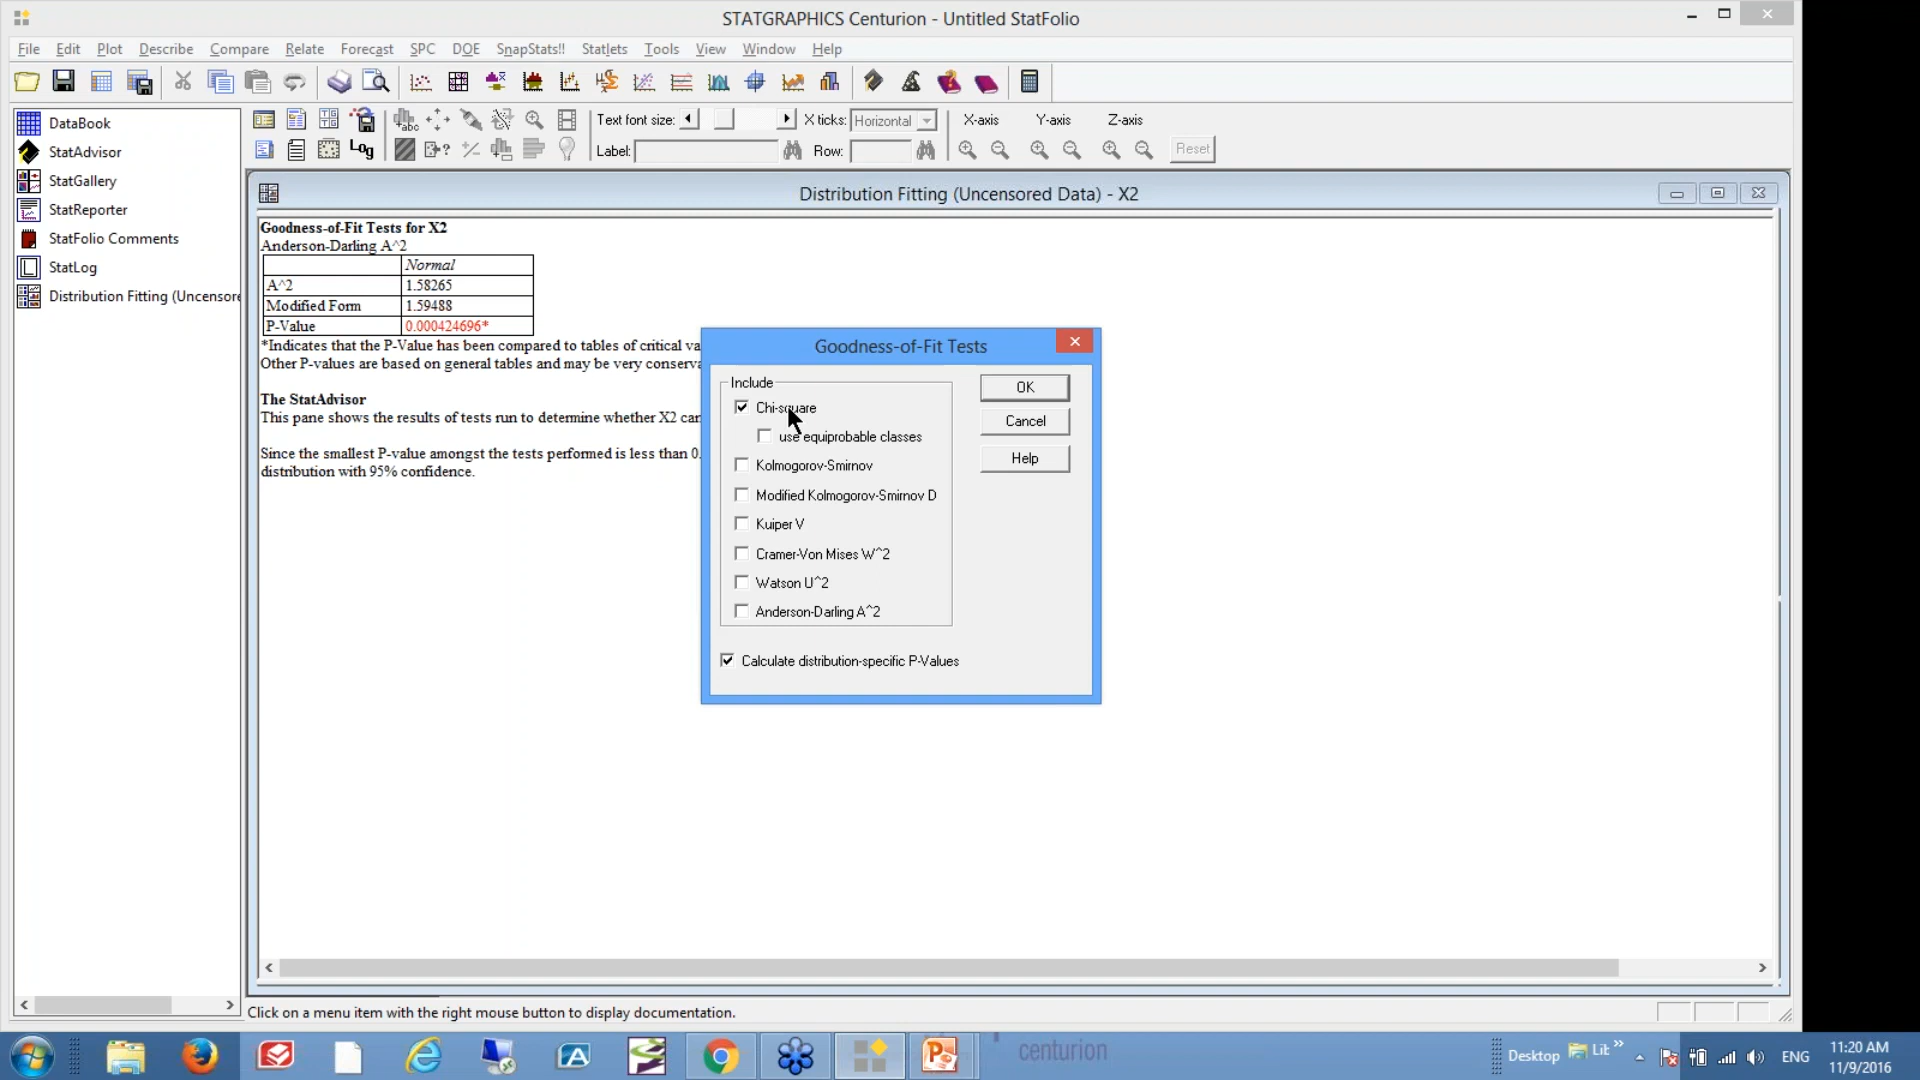 STATGRAPHICS Centurion - Untitled StatFolio
File Edit Plot Describe Compare Relate Forecast SPC DOE SnapStats!! Statlets Tools View Window Help
Text font size: X ticks: Horizontal X-axis Y-axis Z-axis
Log Label: Row: Reset
DataBook
StatAdvisor
StatGallery
StatReporter
StatFolio Comments
StatLog
Distribution Fitting (Uncensore
Distribution Fitting (Uncensored Data) - X2
Goodness-of-Fit Tests for X2
Anderson-Darling A^2
Normal
A^2 1.58265
Modified Form 1.59488
P-Value 0.000424696*
*Indicates that the P-Value has been compared to tables of critical va
Other P-values are based on general tables and may be very conserva
The StatAdvisor
This pane shows the results of tests run to determine whether X2 can
Since the smallest P-value amongst the tests performed is less than 0.
distribution with 95% confidence.
Goodness-of-Fit Tests
Include
Chi-square
use equiprobable classes
Kolmogorov-Smirnov
Modified Kolmogorov-Smirnov D
Kuiper V
Cramer-Von Mises W^2
Watson U^2
Anderson-Darling A^2
Calculate distribution-specific P-Values
OK
Cancel
Help
Click on a menu item with the right mouse button to display documentation.
centurion
Desktop Lib ENG
11:20 AM
11/9/2016